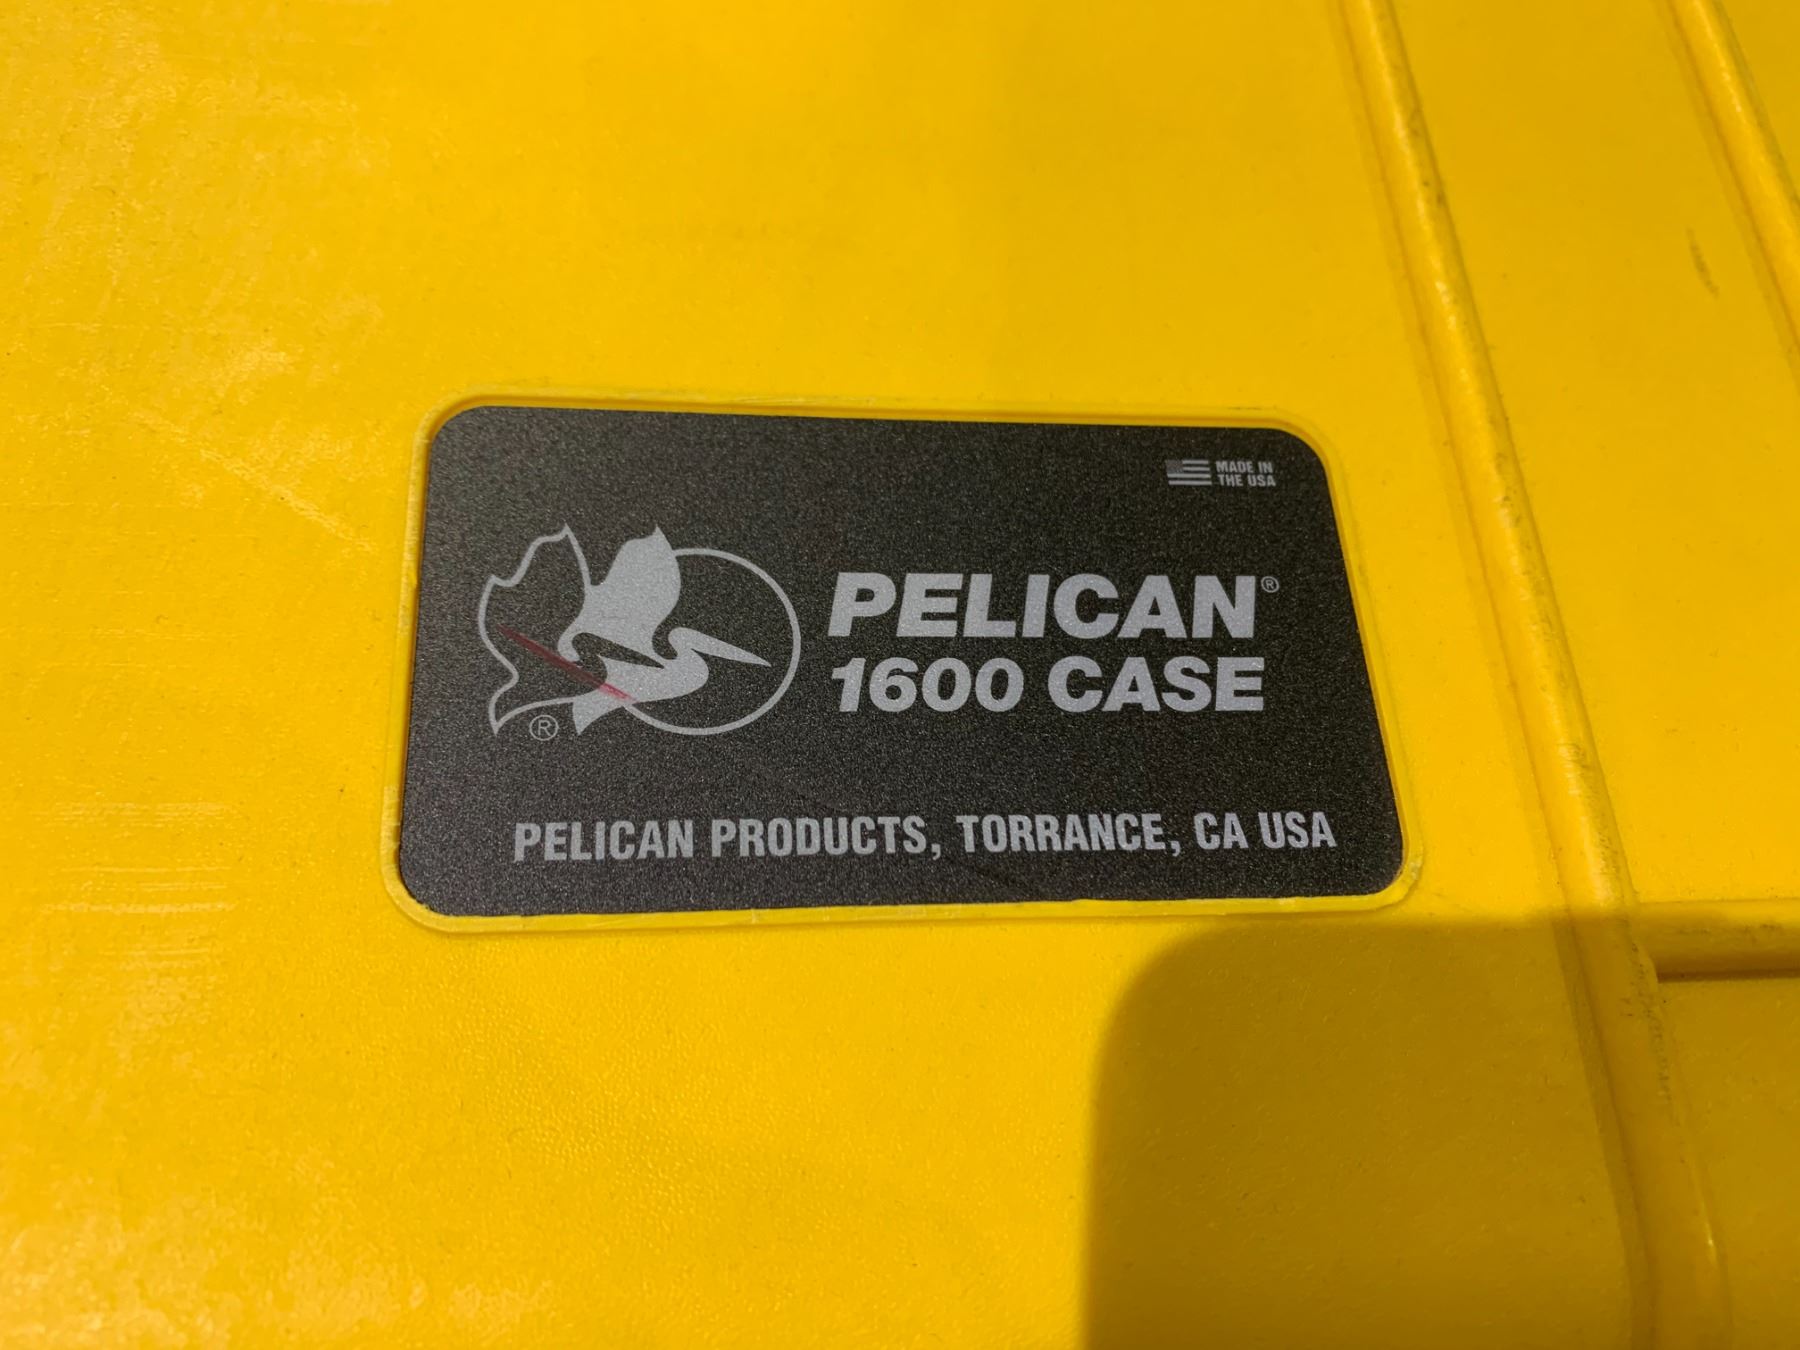 MADE IN
THE USA
PELICAN®
1600 CASE
®
PELICAN PRODUCTS, TORRANCE, CA USA